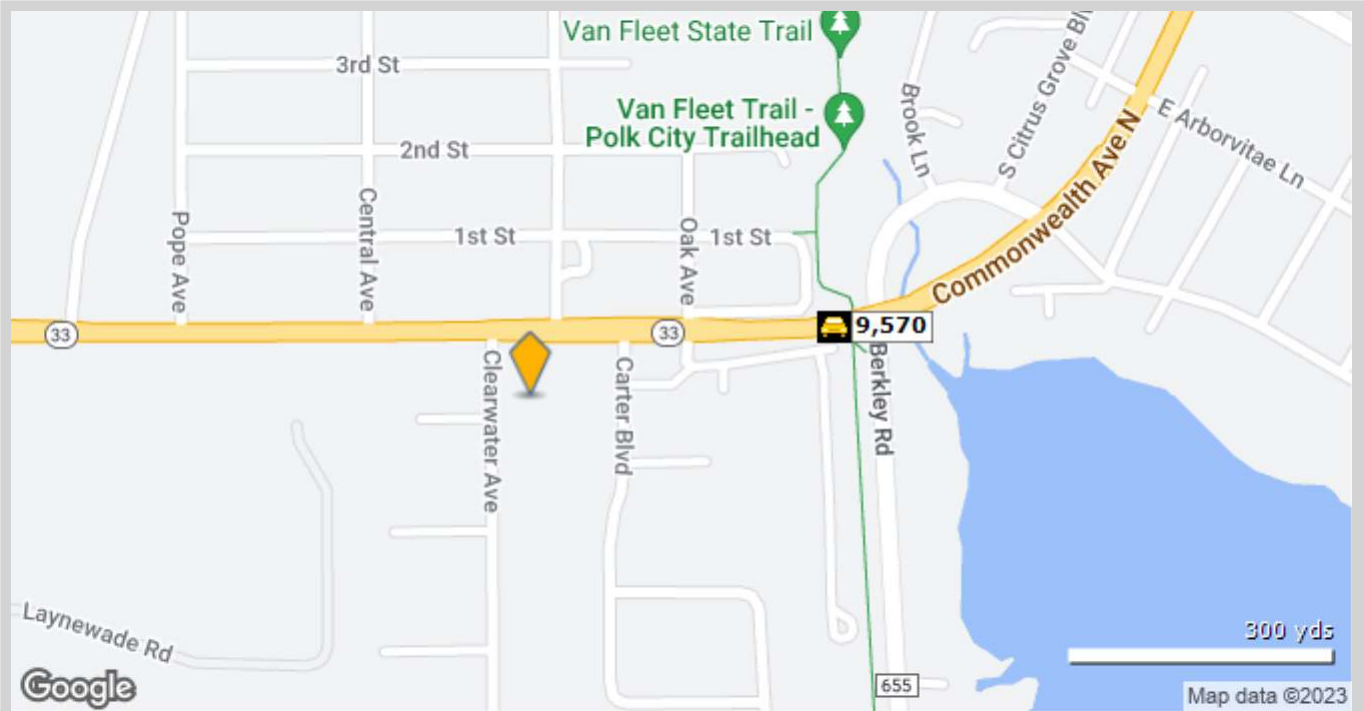 Van Fleet State Trail
3rd St
Van Fleet Trail -
Polk City Trailhead
Brook Ln
S Citrus Grove Bl
E Arborvitae Ln
2nd St
Commonwealth Ave N
Pope Ave
Central Ave
1st St
Oak Ave
1st St
33
33
9,570
Clearwater Ave
Carter Blvd
Berkley Rd
Laynewade Rd
300 yds
655
Google
Map data ©2023